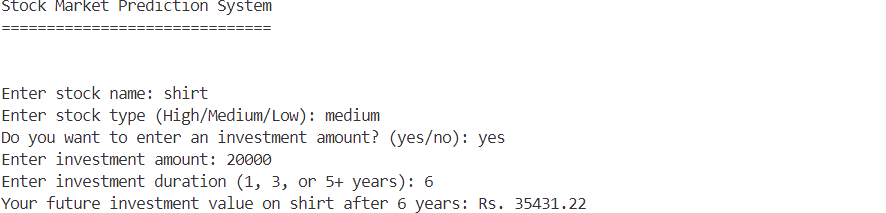 Stock Market Prediction System
==============================
Enter stock name: shirt
Enter stock type (High/Medium/Low): medium
Do you want to enter an investment amount? (yes/no): yes
Enter investment amount: 20000
Enter investment duration (1, 3, or 5+ years): 6
Your future investment value on shirt after 6 years: Rs. 35431.22